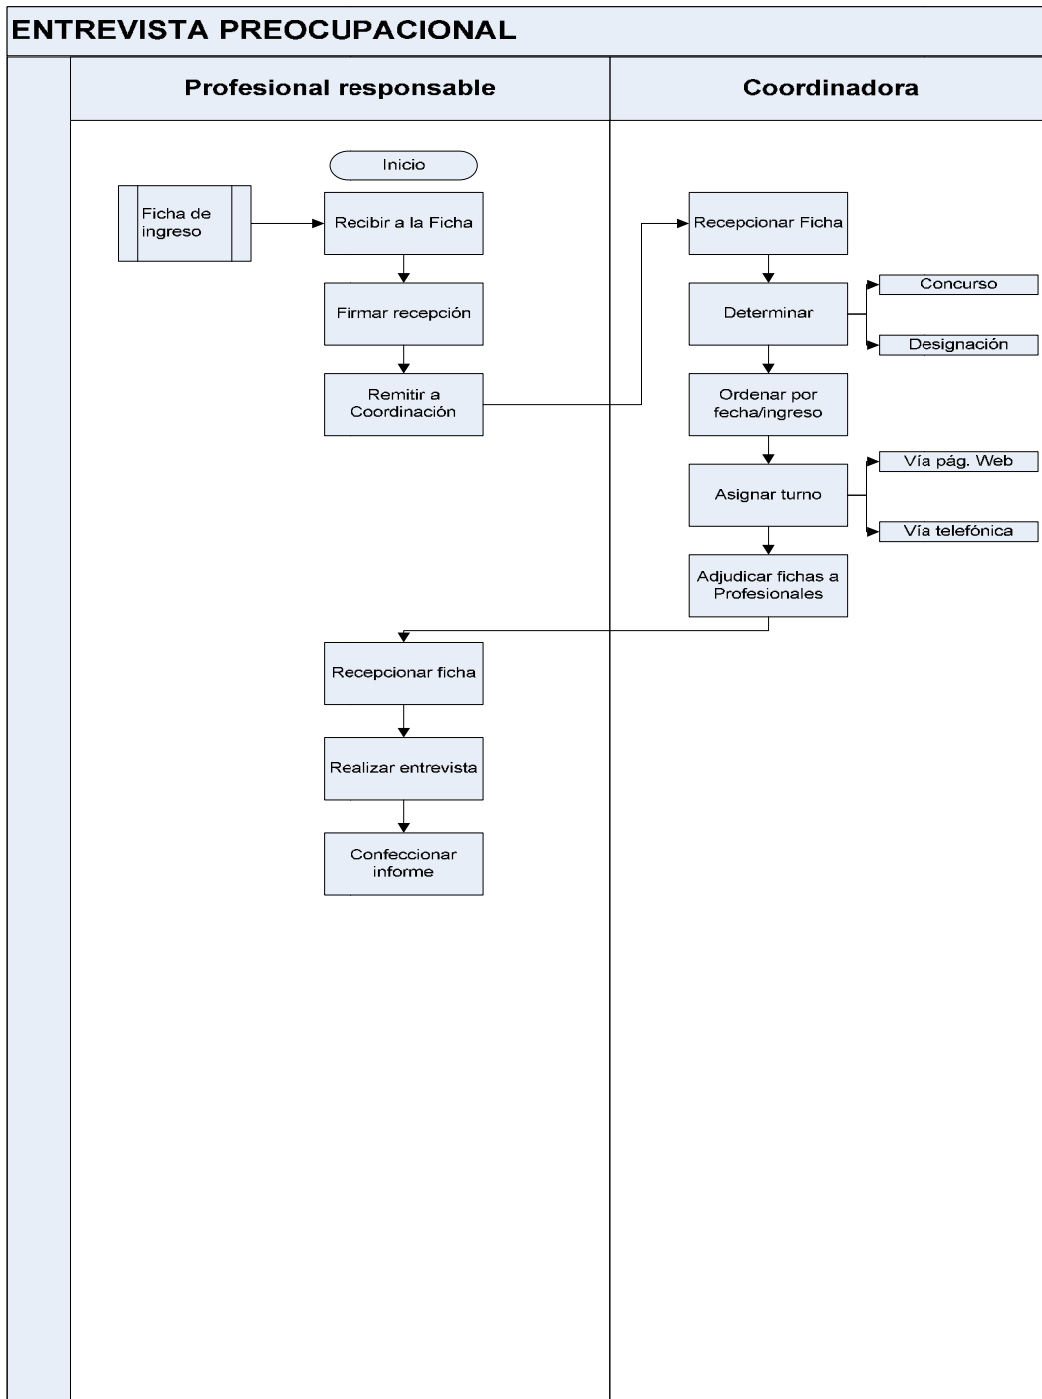 ENTREVISTA PREOCUPACIONAL
Profesional responsable
Coordinadora
Inicio
Ficha de
ingreso
Recibir a la Ficha
Firmar recepción
Remitir a
Coordinación
Recepcionar Ficha
Determinar
Concurso
Designación
Ordenar por
fecha/ingreso
Asignar turno
Vía pág. Web
Vía telefónica
Adjudicar fichas a
Profesionales
Recepcionar ficha
Realizar entrevista
Confeccionar
informe